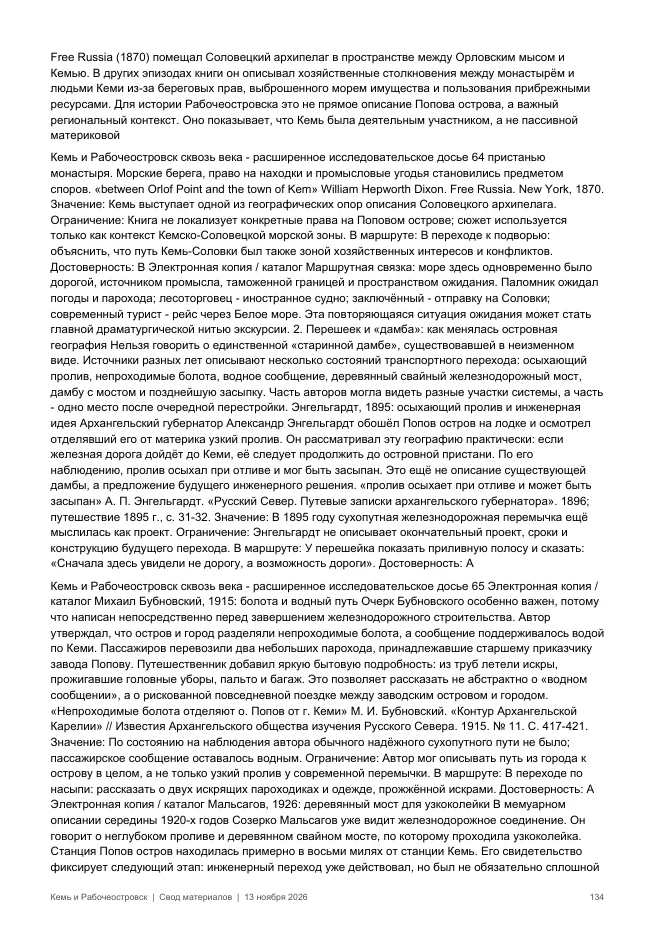 Free Russia (1870) помещал Соловецкий архипелаг в пространстве между Орловским мысом и
Кемью. В других эпизодах книги он описывал хозяйственные столкновения между монастырём и
людьми Кеми из-за береговых прав, выброшенного морем имущества и пользования прибрежными
ресурсами. Для истории Рабочеостровска это не прямое описание Попова острова, а важный
региональный контекст. Оно показывает, что Кемь была деятельным участником, а не пассивной
материковой
Кемь и Рабочеостровск сквозь века - расширенное исследовательское досье 64 пристанью
монастыря. Морские берега, право на находки и промысловые угодья становились предметом
споров. «between Orlof Point and the town of Kem» William Hepworth Dixon. Free Russia. New York, 1870.
Значение: Кемь выступает одной из географических опор описания Соловецкого архипелага.
Ограничение: Книга не локализует конкретные права на Поповом острове; сюжет используется
только как контекст Кемско-Соловецкой морской зоны. В маршруте: В переходе к подворью:
объяснить, что путь Кемь-Соловки был также зоной хозяйственных интересов и конфликтов.
Достоверность: B Электронная копия / каталог Маршрутная связка: море здесь одновременно было
дорогой, источником промысла, таможенной границей и пространством ожидания. Паломник ожидал
погоды и парохода; лесоторговец - иностранное судно; заключённый - отправку на Соловки;
современный турист - рейс через Белое море. Эта повторяющаяся ситуация ожидания может стать
главной драматургической нитью экскурсии. 2. Перешеек и «дамба»: как менялась островная
география Нельзя говорить о единственной «старинной дамбе», существовавшей в неизменном
виде. Источники разных лет описывают несколько состояний транспортного перехода: осыхающий
пролив, непроходимые болота, водное сообщение, деревянный свайный железнодорожный мост,
дамбу с мостом и позднейшую засыпку. Часть авторов могла видеть разные участки системы, а часть
- одно место после очередной перестройки. Энгельгардт, 1895: осыхающий пролив и инженерная
идея Архангельский губернатор Александр Энгельгардт обошёл Попов остров на лодке и осмотрел
отделявший его от материка узкий пролив. Он рассматривал эту географию практически: если
железная дорога дойдёт до Кеми, её следует продолжить до островной пристани. По его
наблюдению, пролив осыхал при отливе и мог быть засыпан. Это ещё не описание существующей
дамбы, а предложение будущего инженерного решения. «пролив осыхает при отливе и может быть
засыпан» А. П. Энгельгардт. «Русский Север. Путевые записки архангельского губернатора». 1896;
путешествие 1895 г., с. 31-32. Значение: В 1895 году сухопутная железнодорожная перемычка ещё
мыслилась как проект. Ограничение: Энгельгардт не описывает окончательный проект, сроки и
конструкцию будущего перехода. В маршруте: У перешейка показать приливную полосу и сказать:
«Сначала здесь увидели не дорогу, а возможность дороги». Достоверность: A
Кемь и Рабочеостровск сквозь века - расширенное исследовательское досье 65 Электронная копия /
каталог Михаил Бубновский, 1915: болота и водный путь Очерк Бубновского особенно важен, потому
что написан непосредственно перед завершением железнодорожного строительства. Автор
утверждал, что остров и город разделяли непроходимые болота, а сообщение поддерживалось водой
по Кеми. Пассажиров перевозили два небольших парохода, принадлежавшие старшему приказчику
завода Попову. Путешественник добавил яркую бытовую подробность: из труб летели искры,
прожигавшие головные уборы, пальто и багаж. Это позволяет рассказать не абстрактно о «водном
сообщении», а о рискованной повседневной поездке между заводским островом и городом.
«Непроходимые болота отделяют о. Попов от г. Кеми» М. И. Бубновский. «Контур Архангельской
Карелии» // Известия Архангельского общества изучения Русского Севера. 1915. № 11. С. 417-421.
Значение: По состоянию на наблюдения автора обычного надёжного сухопутного пути не было;
пассажирское сообщение оставалось водным. Ограничение: Автор мог описывать путь из города к
острову в целом, а не только узкий пролив у современной перемычки. В маршруте: В переходе по
насыпи: рассказать о двух искрящих пароходиках и одежде, прожжённой искрами. Достоверность: A
Электронная копия / каталог Мальсагов, 1926: деревянный мост для узкоколейки В мемуарном
описании середины 1920-х годов Созерко Мальсагов уже видит железнодорожное соединение. Он
говорит о неглубоком проливе и деревянном свайном мосте, по которому проходила узкоколейка.
Станция Попов остров находилась примерно в восьми милях от станции Кемь. Его свидетельство
фиксирует следующий этап: инженерный переход уже действовал, но был не обязательно сплошной
Кемь и Рабочеостровск | Свод материалов | 13 ноября 2026 134